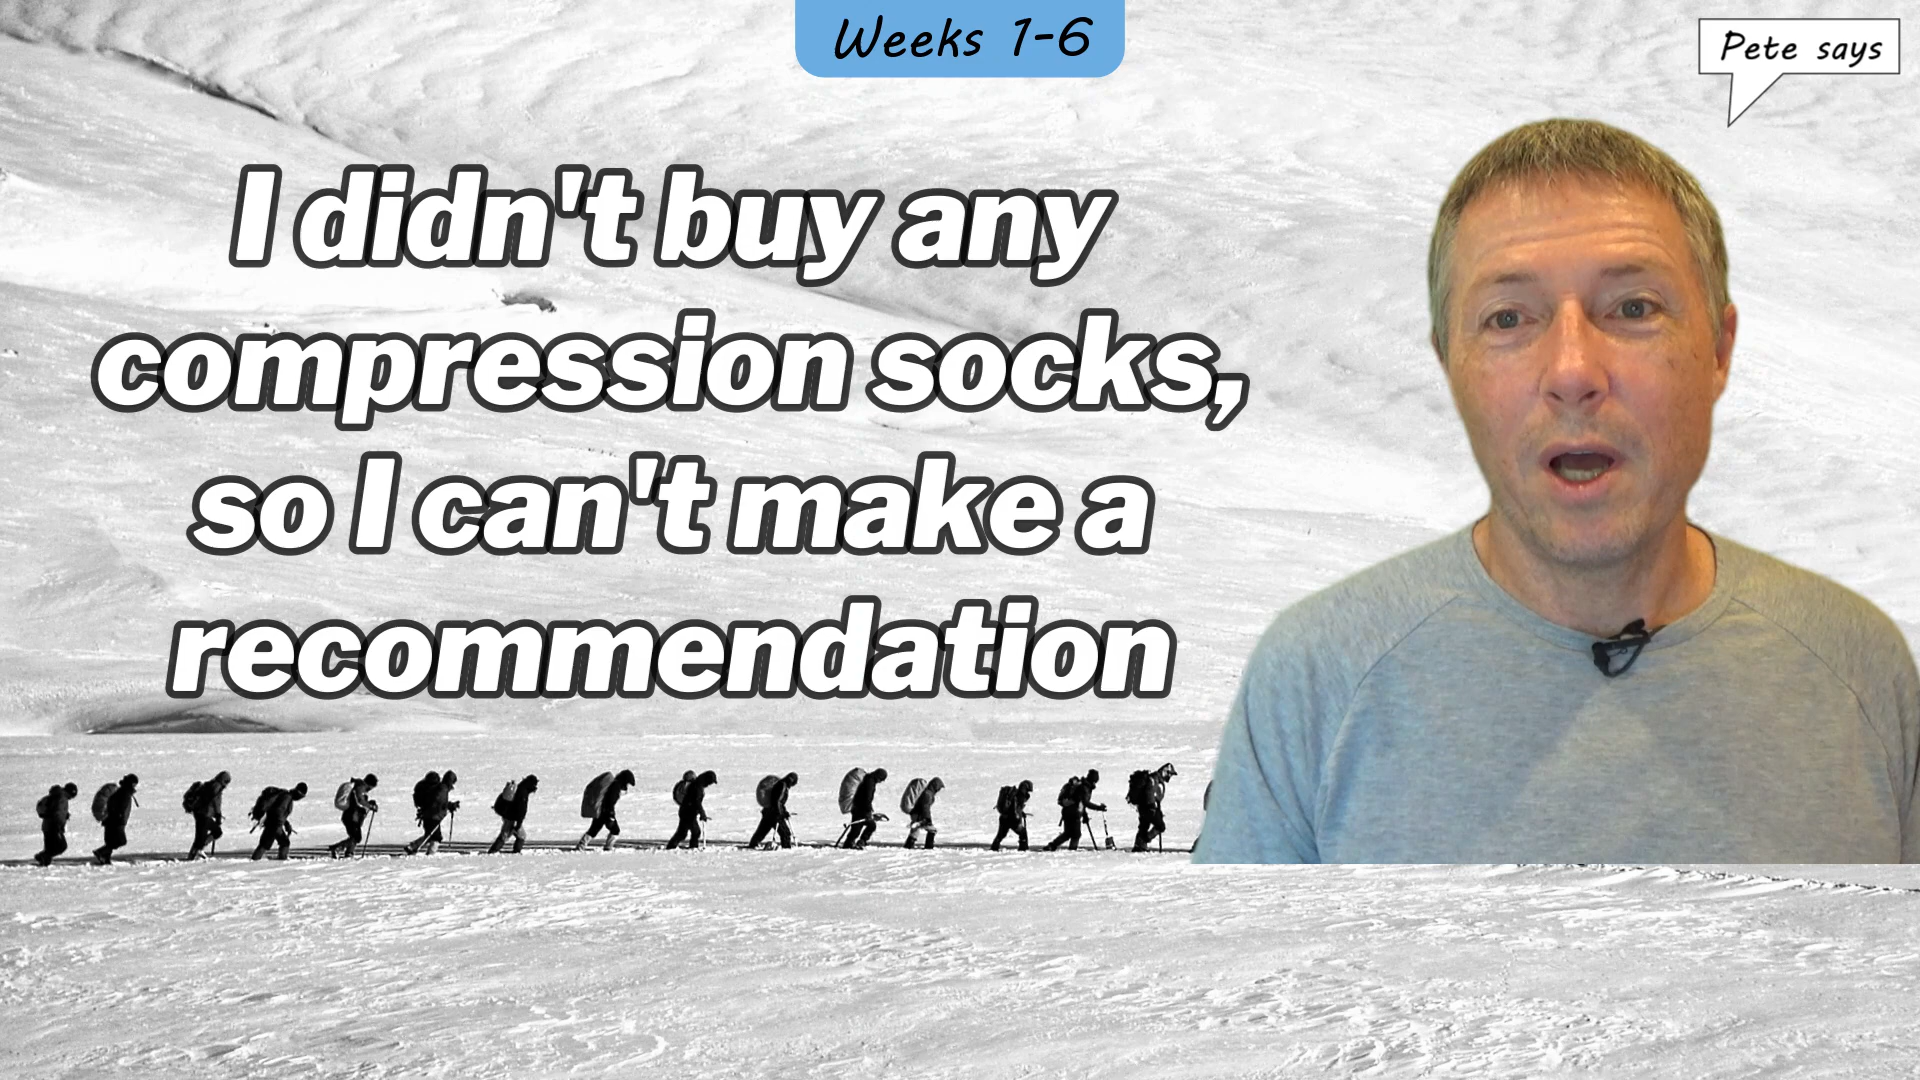 Weeks 1-6
Pete says
I didn't buy any
compression socks,
so I can't make a
recommendation